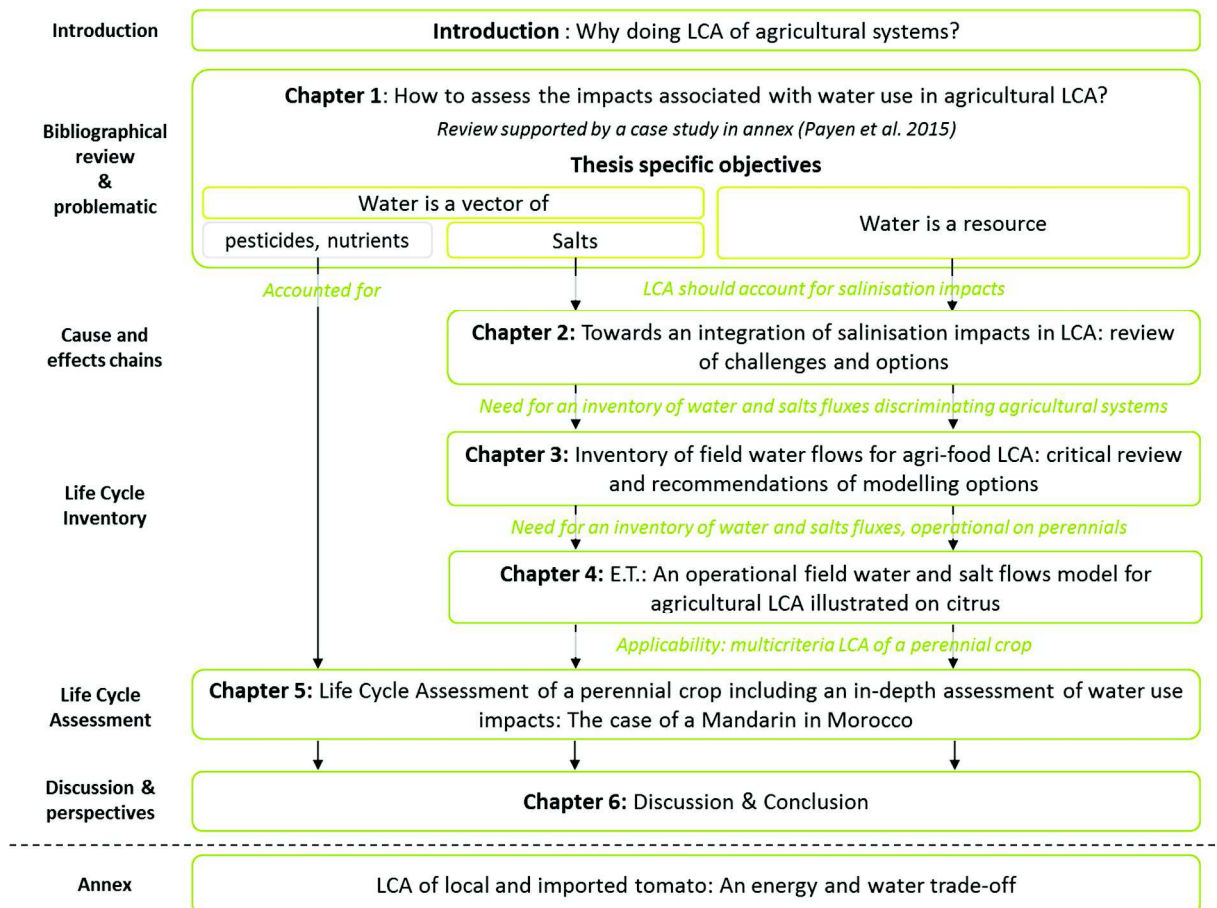 Introduction
Introduction : Why doing LCA of agricultural systems?
Bibliographical
review
&
problematic
Chapter 1: How to assess the impacts associated with water use in agricultural LCA?
Review supported by a case study in annex (Payen et al. 2015)
Thesis specific objectives
Water is a vector of
pesticides, nutrients
Salts
Water is a resource
Accounted for
LCA should account for salinisation impacts
Cause and
effects chains
Chapter 2: Towards an integration of salinisation impacts in LCA: review
of challenges and options
Need for an inventory of water and salts fluxes discriminating agricultural systems
Life Cycle
Inventory
Chapter 3: Inventory of field water flows for agri-food LCA: critical review
and recommendations of modelling options
Need for an inventory of water and salts fluxes, operational on perennials
Chapter 4: E.T.: An operational field water and salt flows model for
agricultural LCA illustrated on citrus
Applicability: multicriteria LCA of a perennial crop
Life Cycle
Assessment
Chapter 5: Life Cycle Assessment of a perennial crop including an in-depth assessment of water use
impacts: The case of a Mandarin in Morocco
Discussion &
perspectives
Chapter 6: Discussion & Conclusion
Annex
LCA of local and imported tomato: An energy and water trade-off